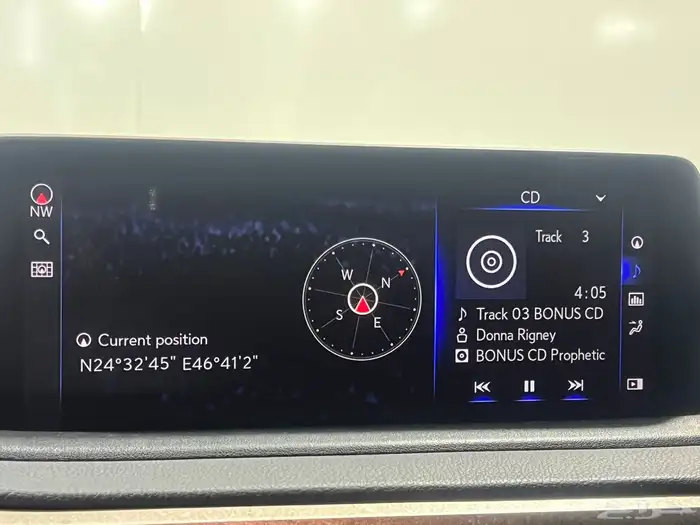 NW
W
N
S
E
Current position
N24°32'45" E46°41'2"
CD
Track 3
4:05
Track 03 BONUS CD
Donna Rigney
BONUS CD Prophetic
حراج